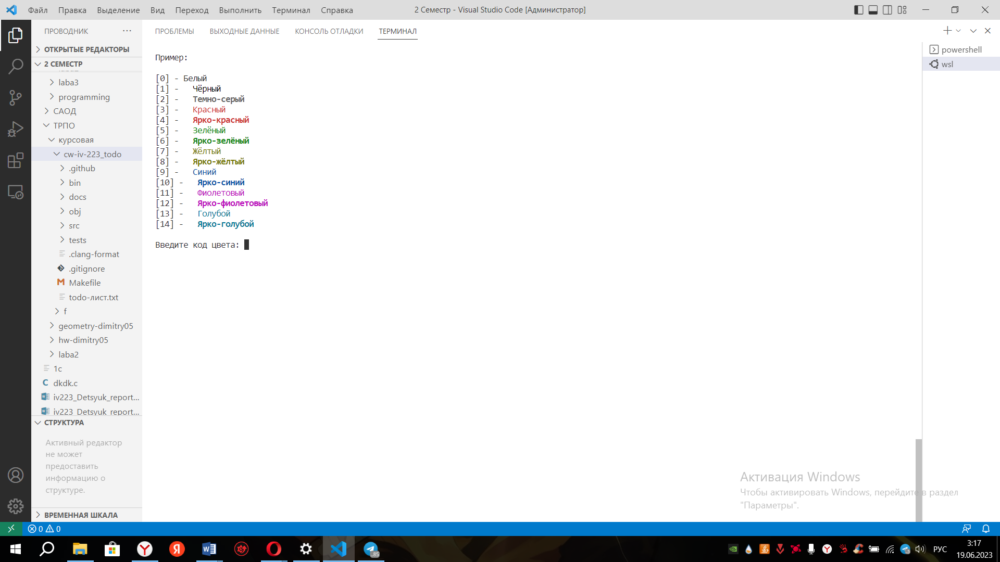 Файл Правка Выделение Вид Переход Выполнить Терминал Справка
2 Семестр - Visual Studio Code [Администратор]
ПРОВОДНИК ...
ОТКРЫТЫЕ РЕДАКТОРЫ
2 СЕМЕСТР
laba3
programming
САОД
ТРПО
курсовая
cw-iv-223_todo
.github
bin
docs
obj
src
tests
.clang-format
.gitignore
Makefile
todo-лист.txt
f
geometry-dimitry05
hw-dimitry05
laba2
1c
dkdk.c
iv223_Detsyuk_report...
iv223_Detsyuk_report...
СТРУКТУРА
Активный редактор
не может
предоставить
информацию о
структуре.
ВРЕМЕННАЯ ШКАЛА
ПРОБЛЕМЫ ВЫХОДНЫЕ ДАННЫЕ КОНСОЛЬ ОТЛАДКИ ТЕРМИНАЛ
Пример:
[0] - Белый
[1] - Чёрный
[2] - Темно-серый
[3] - Красный
[4] - Ярко-красный
[5] - Зелёный
[6] - Ярко-зелёный
[7] - Жёлтый
[8] - Ярко-жёлтый
[9] - Синий
[10] - Ярко-синий
[11] - Фиолетовый
[12] - Ярко-фиолетовый
[13] - Голубой
[14] - Ярко-голубой
Введите код цвета:
powershell
wsl
Активация Windows
Чтобы активировать Windows, перейдите в раздел
"Параметры".
0 0
..85
РУС
3:17
19.06.2023